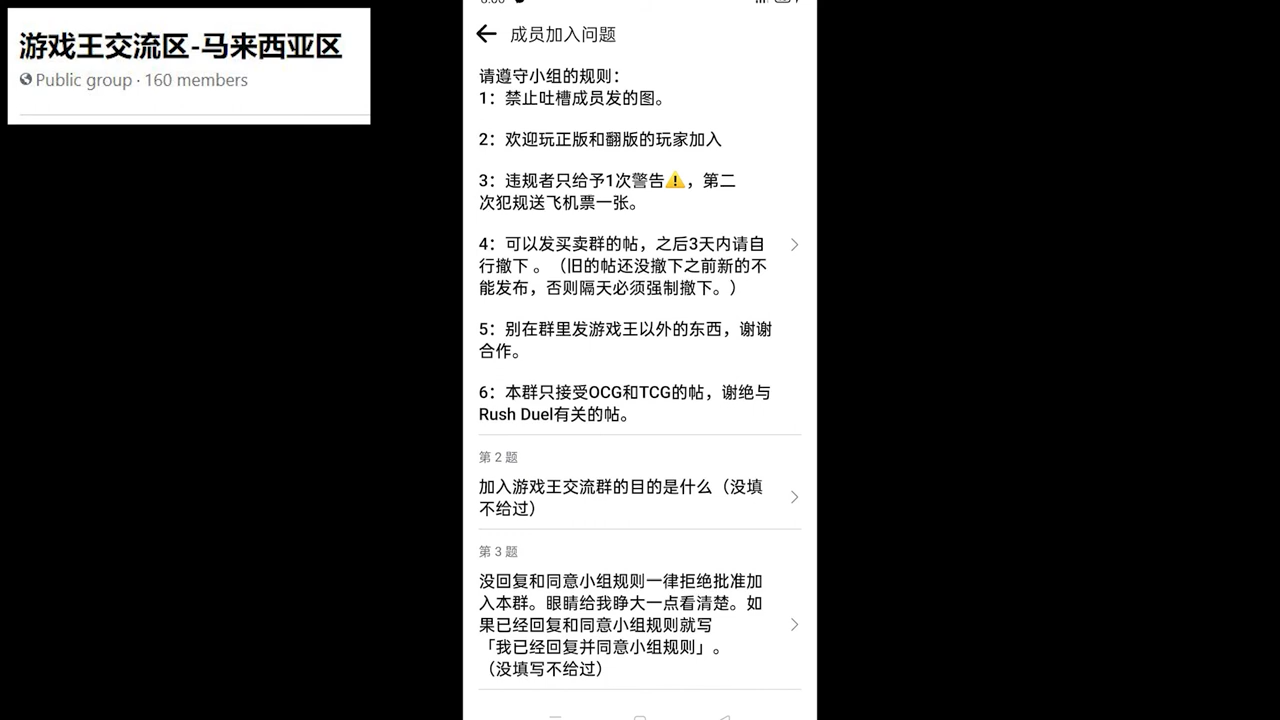 游戏王交流区-马来西亚区
Public group · 160 members
成员加入问题
请遵守小组的规则：
1：禁止吐槽成员发的图。
2：欢迎玩正版和翻版的玩家加入
3：违规者只给予1次警告⚠️，第二
次犯规送飞机票一张。
4：可以发买卖群的帖，之后3天内请自
行撤下 。（旧的帖还没撤下之前新的不
能发布，否则隔天必须强制撤下。）
5：别在群里发游戏王以外的东西，谢谢
合作。
6：本群只接受OCG和TCG的帖，谢绝与
Rush Duel有关的帖。
第 2 题
加入游戏王交流群的目的是什么（没填
不给过）
第 3 题
没回复和同意小组规则一律拒绝批准加
入本群。眼睛给我睁大一点看清楚。如
果已经回复和同意小组规则就写
「我已经回复并同意小组规则」。
（没填写不给过）